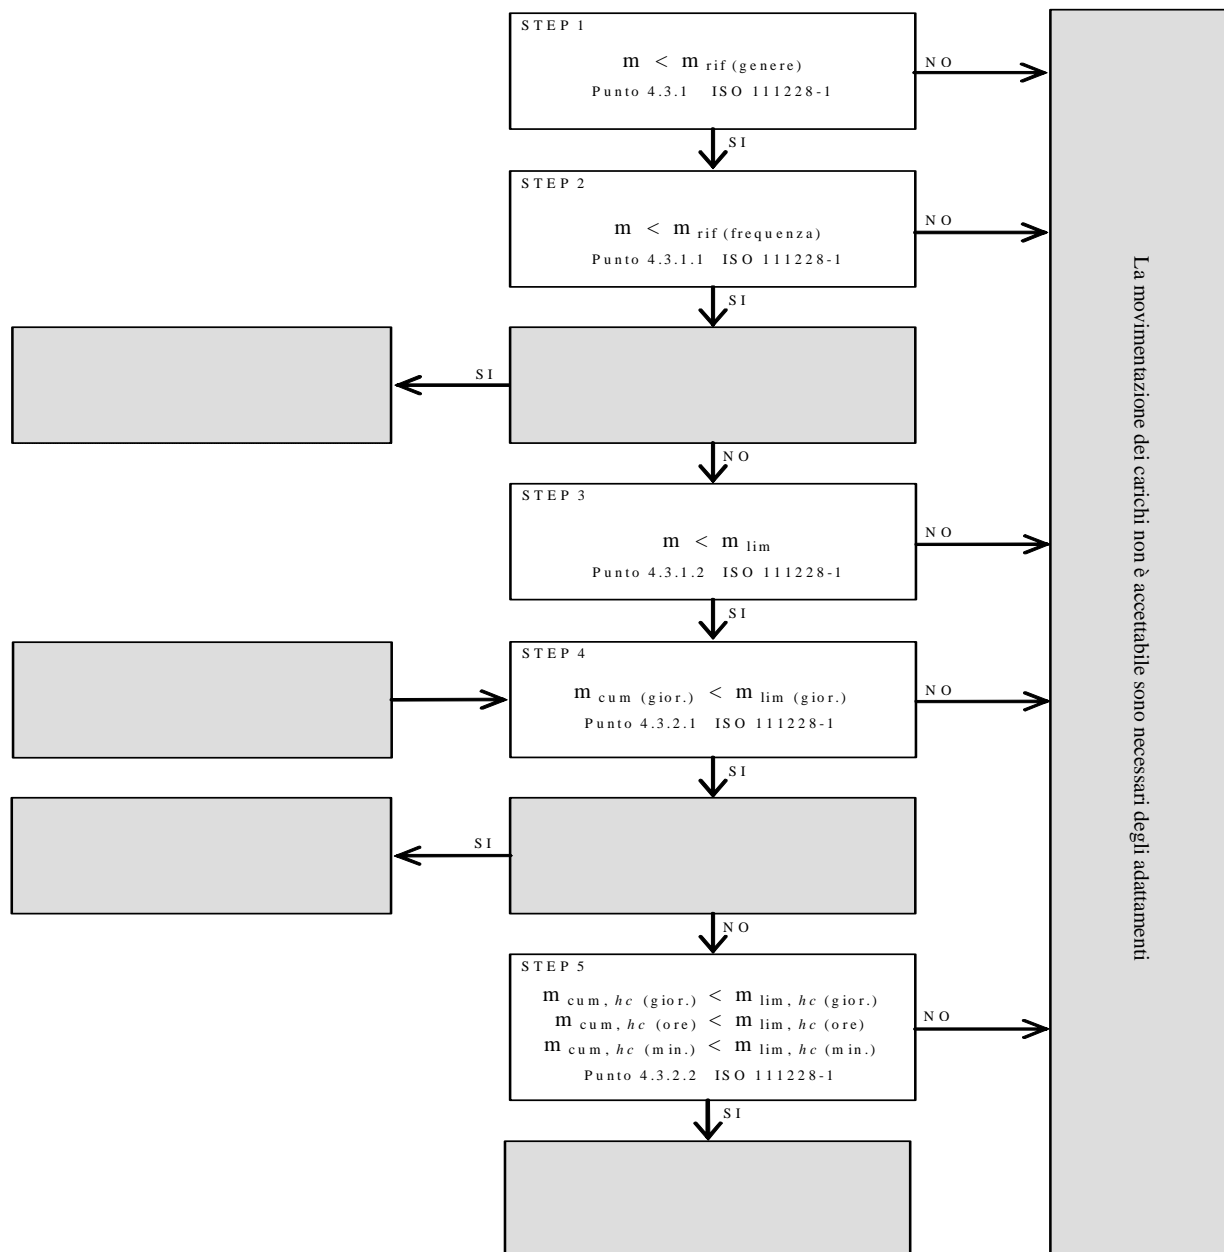 STEP 1
m < m rif (genere)
NO
Punto 4.3.1 ISO 111228-1
SI
STEP 2
m < m rif (frequenza)
NO
Punto 4.3.1.1 ISO 111228-1
SI
SI
NO
STEP 3
m < m lim
NO
Punto 4.3.1.2 ISO 111228-1
SI
STEP 4
m cum (gior.) < m lim (gior.)
NO
Punto 4.3.2.1 ISO 111228-1
SI
SI
NO
STEP 5
m cum, hc (gior.) < m lim, hc (gior.)
m cum, hc (ore) < m lim, hc (ore)
NO
m cum, hc (min.) < m lim, hc (min.)
Punto 4.3.2.2 ISO 111228-1
SI
La movimentazione dei carichi non è accettabile sono necessari degli adattamenti